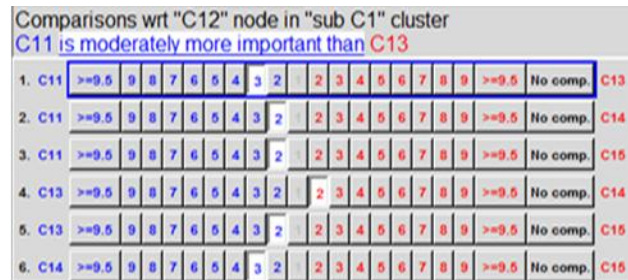 Comparisons wrt "C12" node in "sub C1" cluster
C11 is moderately more important than C13
1. C11 >=9.5 9 8 7 6 5 4 3 2 1 2 3 4 5 6 7 8 9 >=9.5 No comp. C13
2. C11 >=9.5 9 8 7 6 5 4 3 2 1 2 3 4 5 6 7 8 9 >=9.5 No comp. C14
3. C11 >=9.5 9 8 7 6 5 4 3 2 1 2 3 4 5 6 7 8 9 >=9.5 No comp. C15
4. C13 >=9.5 9 8 7 6 5 4 3 2 1 2 3 4 5 6 7 8 9 >=9.5 No comp. C14
5. C13 >=9.5 9 8 7 6 5 4 3 2 1 2 3 4 5 6 7 8 9 >=9.5 No comp. C15
6. C14 >=9.5 9 8 7 6 5 4 3 2 1 2 3 4 5 6 7 8 9 >=9.5 No comp. C15